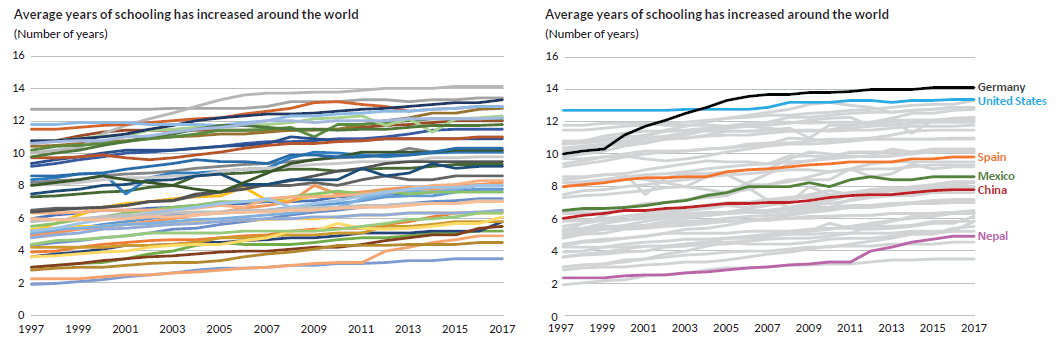 Average years of schooling has increased around the world
(Number of years)
16
14
12
10
8
6
4
2
0
1997 1999 2001 2003 2005 2007 2009 2011 2013 2015 2017
Average years of schooling has increased around the world
(Number of years)
16
14
12
10
8
6
4
2
0
1997 1999 2001 2003 2005 2007 2009 2011 2013 2015 2017
Germany
United States
Spain
Mexico
China
Nepal